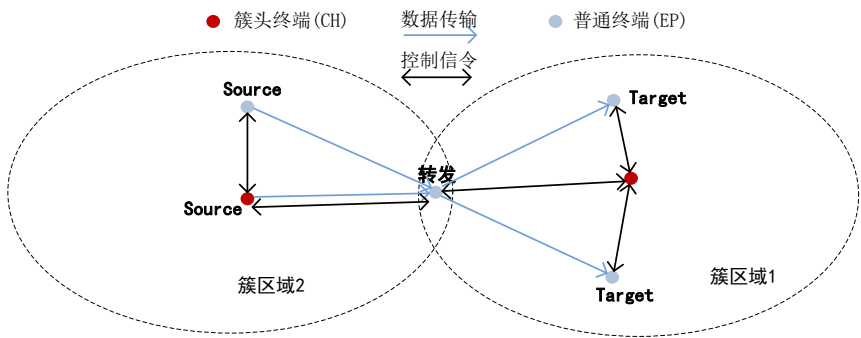 簇头终端(CH)
数据传输
普通终端(EP)
控制信令
Source
Target
转发
Source
簇区域2
簇区域1
Target